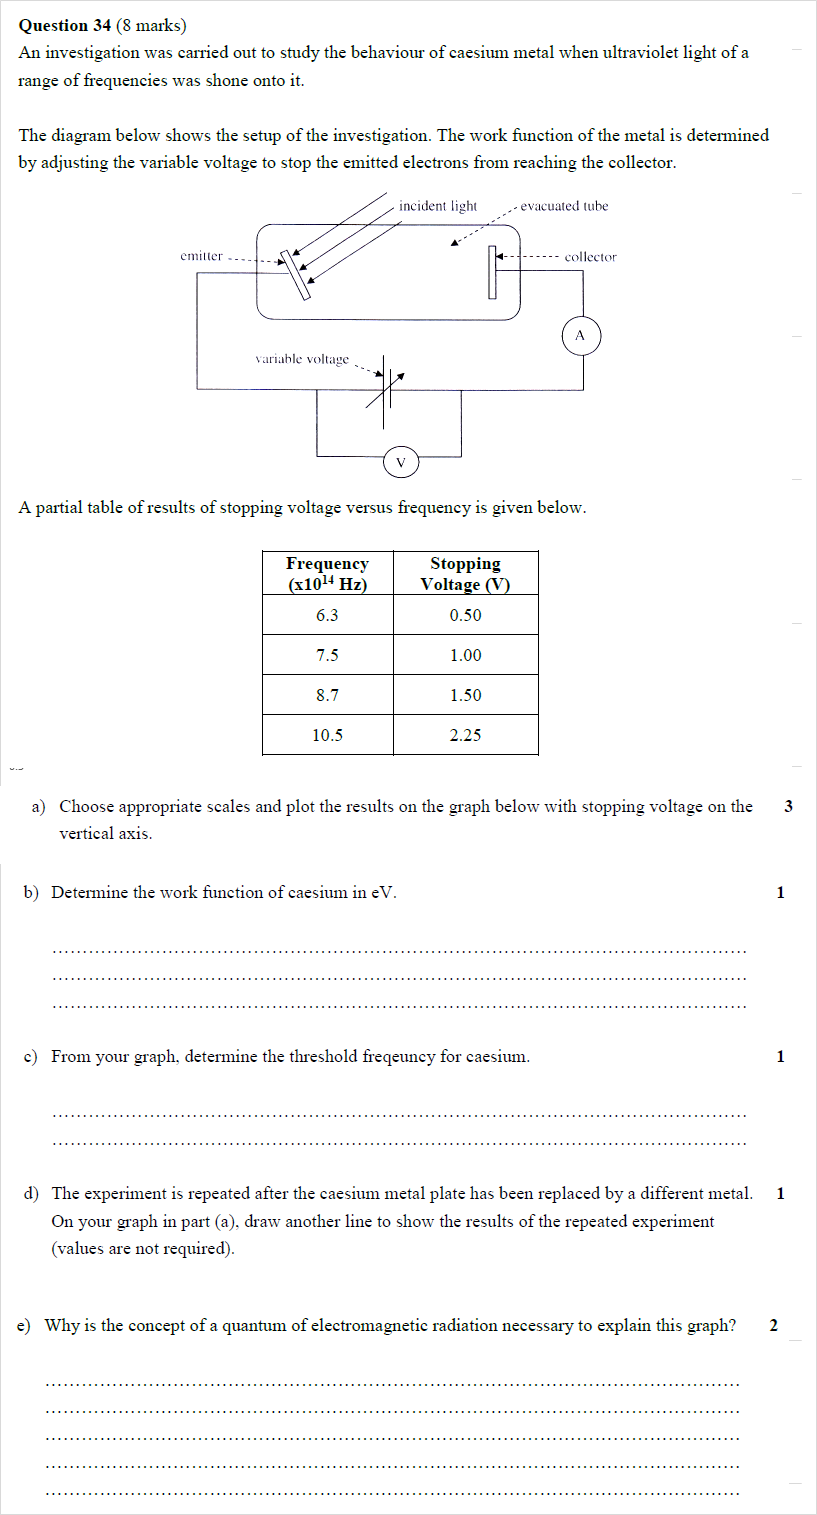 Question 34 (8 marks)
An investigation was carried out to study the behaviour of caesium metal when ultraviolet light of a
range of frequencies was shone onto it.
The diagram below shows the setup of the investigation. The work function of the metal is determined
by adjusting the variable voltage to stop the emitted electrons from reaching the collector.
incident light
evacuated tube
emitter
collector
A
variable voltage
V
A partial table of results of stopping voltage versus frequency is given below.
Frequency (x10¹⁴ Hz) Stopping Voltage (V)
6.3 0.50
7.5 1.00
8.7 1.50
10.5 2.25
a) Choose appropriate scales and plot the results on the graph below with stopping voltage on the 3
vertical axis.
b) Determine the work function of caesium in eV. 1
c) From your graph, determine the threshold freqeuncy for caesium. 1
d) The experiment is repeated after the caesium metal plate has been replaced by a different metal. 1
On your graph in part (a), draw another line to show the results of the repeated experiment
(values are not required).
e) Why is the concept of a quantum of electromagnetic radiation necessary to explain this graph? 2